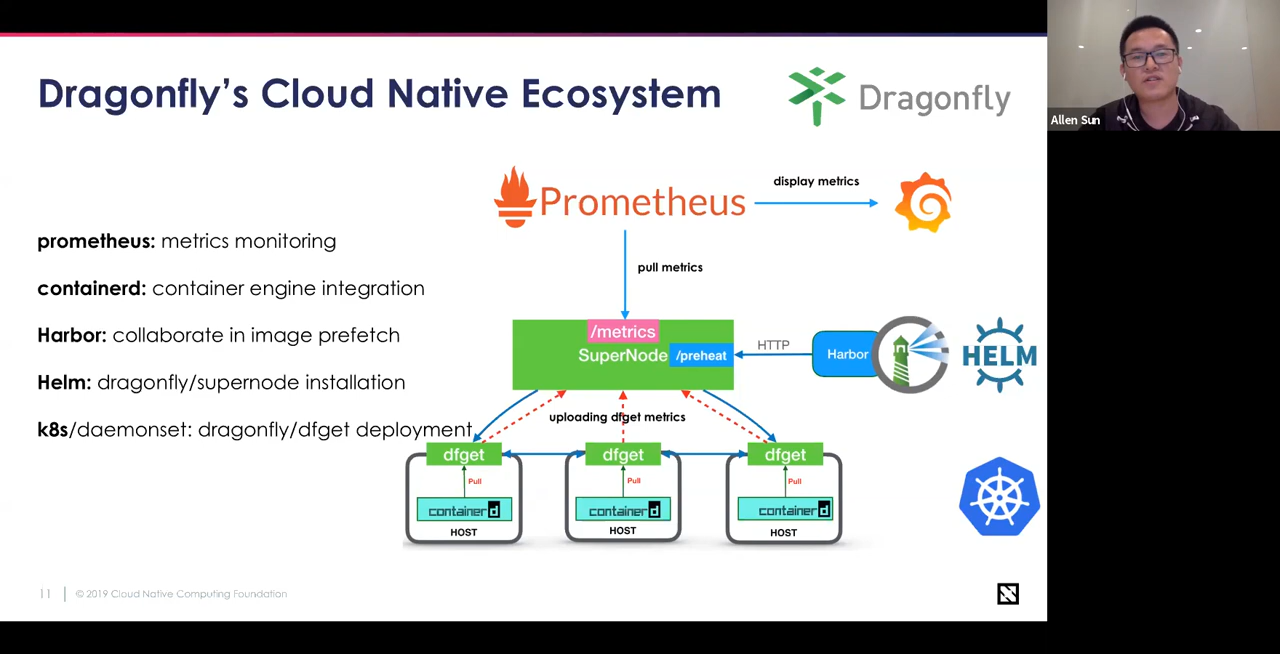 Dragonfly’s Cloud Native Ecosystem
Dragonfly
Allen Sun
Prometheus
display metrics
pull metrics
prometheus: metrics monitoring
containerd: container engine integration
Harbor: collaborate in image prefetch
Helm: dragonfly/supernode installation
k8s/daemonset: dragonfly/dfget deployment
/metrics
SuperNode
/preheat
HTTP
Harbor
HELM
uploading dfget metrics
dfget
dfget
dfget
Pull
Pull
Pull
containerd
containerd
containerd
HOST
HOST
HOST
11
© 2019 Cloud Native Computing Foundation